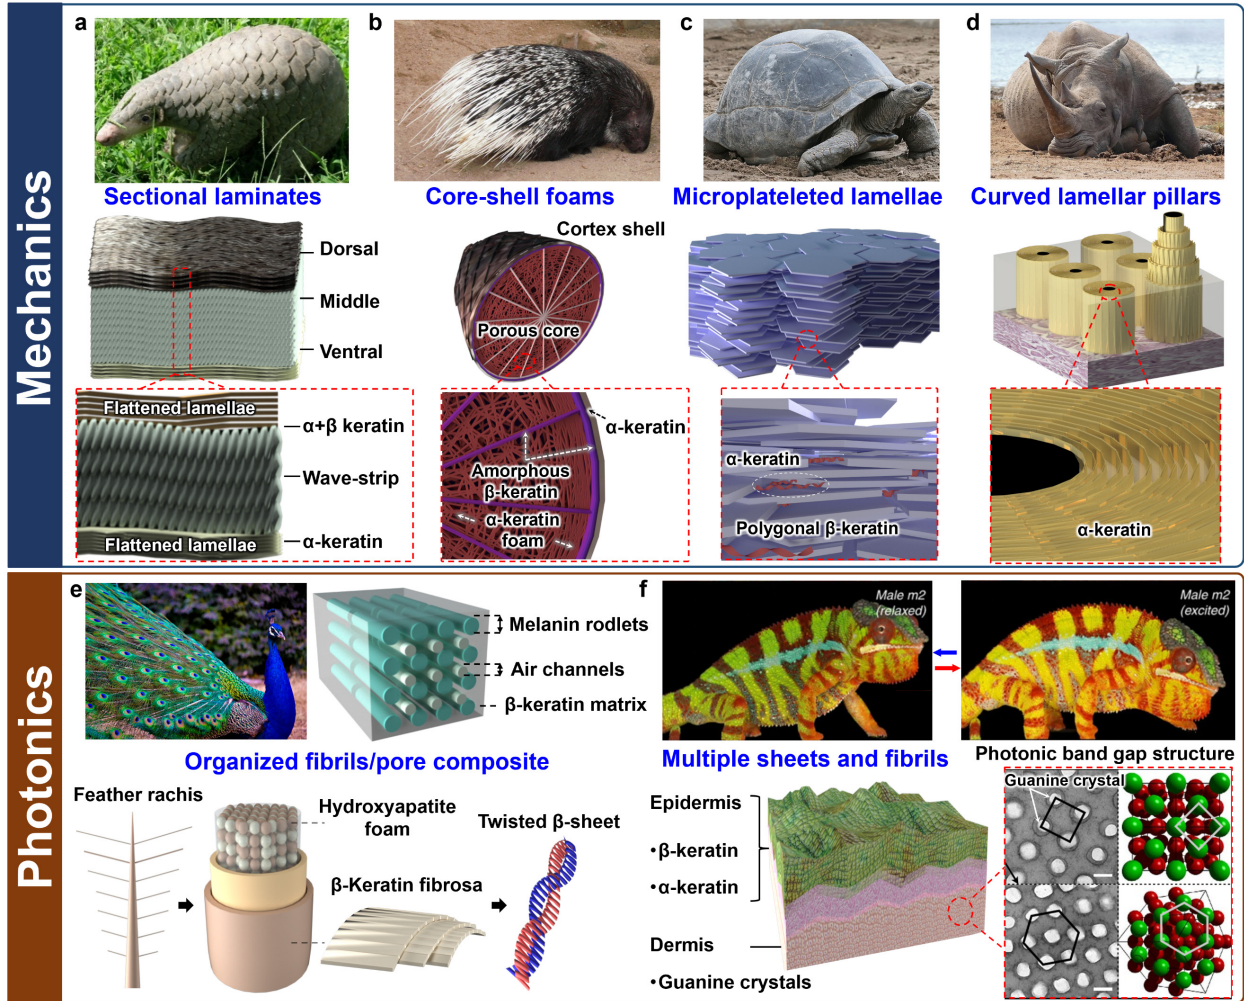 Mechanics
a
b
c
d
Sectional laminates
Core-shell foams
Microplateleted lamellae
Curved lamellar pillars
Dorsal
Middle
Ventral
Flattened lamellae
α+β keratin
Wave-strip
Flattened lamellae
α-keratin
Cortex shell
Porous core
α-keratin
Amorphous
β-keratin
α-keratin
foam
α-keratin
Polygonal β-keratin
α-keratin
Photonics
e
Melanin rodlets
Air channels
β-keratin matrix
Organized fibrils/pore composite
Feather rachis
Hydroxyapatite
foam
β-Keratin fibrosa
Twisted β-sheet
f
Male m2
(relaxed)
Male m2
(excited)
Multiple sheets and fibrils
Photonic band gap structure
Epidermis
•β-keratin
•α-keratin
Dermis
•Guanine crystals
Guanine crystal